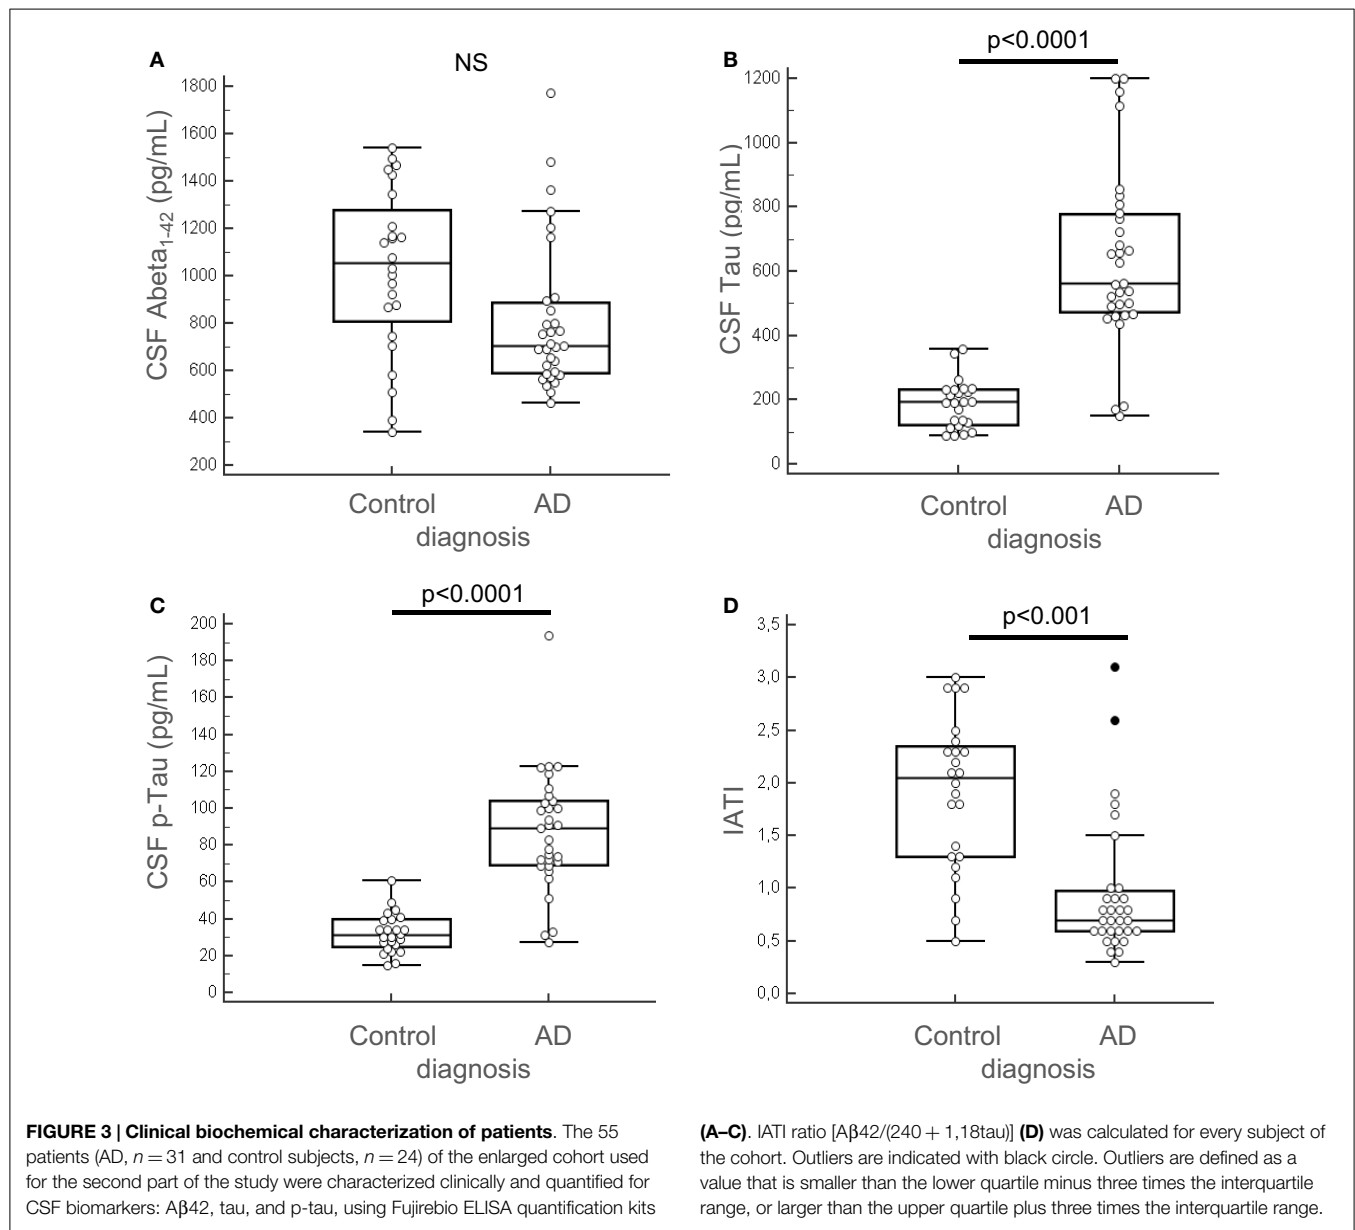 A
NS
CSF Abeta1-42 (pg/mL)
1800
1600
1400
1200
1000
800
600
400
200
Control
AD
diagnosis
B
p<0.0001
CSF Tau (pg/mL)
1200
1000
800
600
400
200
0
Control
AD
diagnosis
C
p<0.0001
CSF p-Tau (pg/mL)
200
180
160
140
120
100
80
60
40
20
0
Control
AD
diagnosis
D
p<0.001
IATI
3,5
3,0
2,5
2,0
1,5
1,0
0,5
0,0
Control
AD
diagnosis
FIGURE 3 | Clinical biochemical characterization of patients. The 55
patients (AD, n = 31 and control subjects, n = 24) of the enlarged cohort used
for the second part of the study were characterized clinically and quantified for
CSF biomarkers: Aβ42, tau, and p-tau, using Fujirebio ELISA quantification kits
(A–C). IATI ratio [Aβ42/(240 + 1,18tau)] (D) was calculated for every subject of
the cohort. Outliers are indicated with black circle. Outliers are defined as a
value that is smaller than the lower quartile minus three times the interquartile
range, or larger than the upper quartile plus three times the interquartile range.